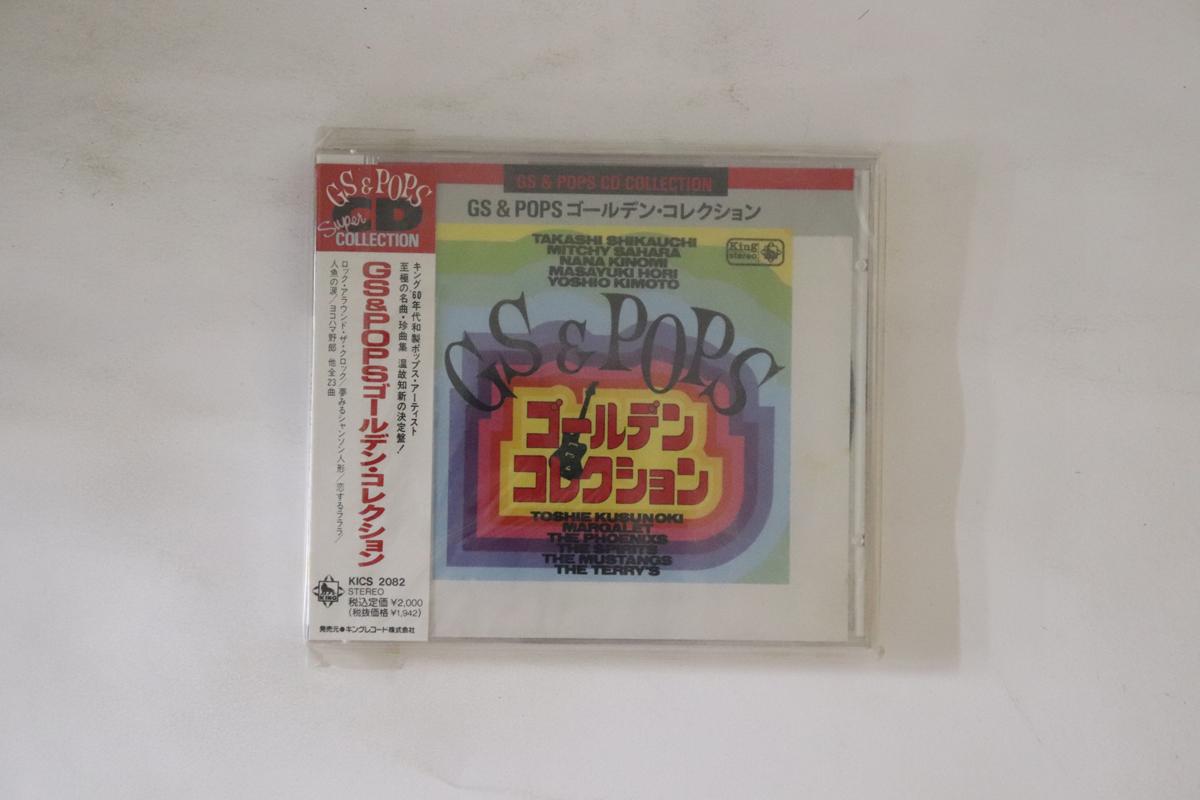 GS & POPS
Super CD
COLLECTION
キング'60年代和製ポップス・アーティスト
至極の名曲・珍曲集 温故知新の決定盤!
GS&POPSゴールデン・コレクション
ロック・アラウンド・ザ・クロック/夢みるシャンソン人形/恋するラララ/
人魚の涙/ヨコハマ野郎 他全23曲
KING
KICS 2082
STEREO
税込定価 ¥2,000
(税抜価格 ¥1,942)
発売元●キングレコード株式会社
GS & POPS CD COLLECTION
GS & POPS ゴールデン・コレクション
TAKASHI SHIKAUCHI
MITCHY SAHARA
NANA KINOMI
MASAYUKI HORI
YOSHIO KIMOTO
King
stereo
GS & POPS
ゴールデン
コレクション
TOSHIE KUSUNOKI
MARGALET
THE PHOENIXS
THE SPIRITS
THE MUSTANGS
THE TERRY'S